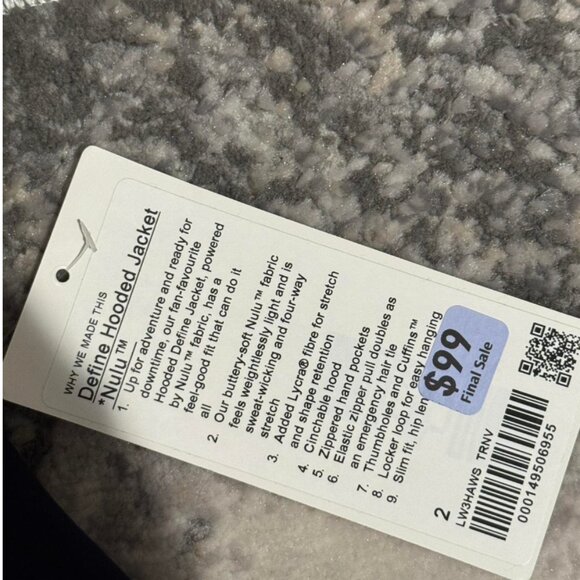 WHY WE MADE THIS
Define Hooded Jacket
*Nulu™
1. Up for adventure and ready for
downtime, our fan-favourite
Hooded Define Jacket, powered
by Nulu™ fabric, has a
feel-good fit that can do it
all
2. Our buttery-soft Nulu™ fabric
feels weightlessly light and is
sweat-wicking and four-way
stretch
3. Added Lycra® fibre for stretch
and shape retention
4. Cinchable hood
5. Zippered hand pockets
6. Elastic zipper pull doubles as
an emergency hair tie
7. Thumbholes and Cuffins™
8. Locker loop for easy hanging
9. Slim fit, hip len
$99
Final Sale
2
LW3HAWS TRNV
000149506955